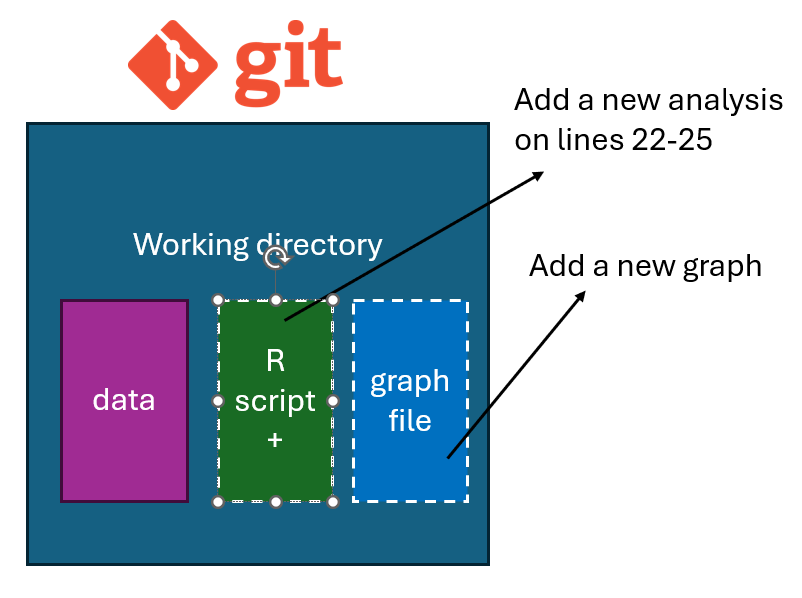 git
Add a new analysis
on lines 22-25
Working directory
Add a new graph
data
R
script
+
graph
file